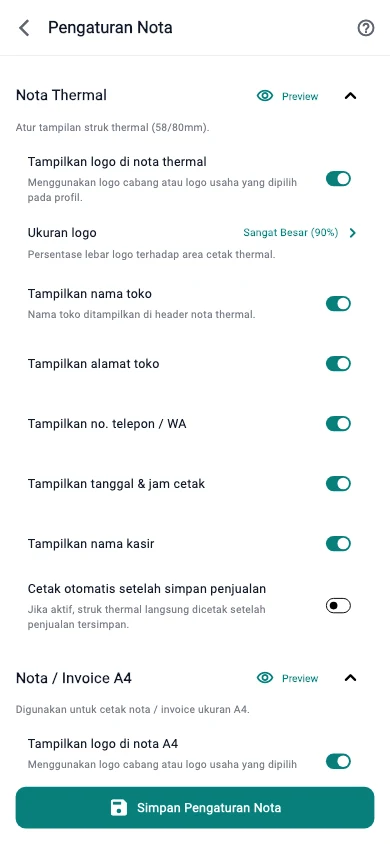 Pengaturan Nota
Nota Thermal
Preview
Atur tampilan struk thermal (58/80mm).
Tampilkan logo di nota thermal
Menggunakan logo cabang atau logo usaha yang dipilih
pada profil.
Ukuran logo
Sangat Besar (90%)
Persentase lebar logo terhadap area cetak thermal.
Tampilkan nama toko
Nama toko ditampilkan di header nota thermal.
Tampilkan alamat toko
Tampilkan no. telepon / WA
Tampilkan tanggal & jam cetak
Tampilkan nama kasir
Cetak otomatis setelah simpan penjualan
Jika aktif, struk thermal langsung dicetak setelah
penjualan tersimpan.
Nota / Invoice A4
Preview
Digunakan untuk cetak nota / invoice ukuran A4.
Tampilkan logo di nota A4
Menggunakan logo cabang atau logo usaha yang dipilih
Simpan Pengaturan Nota